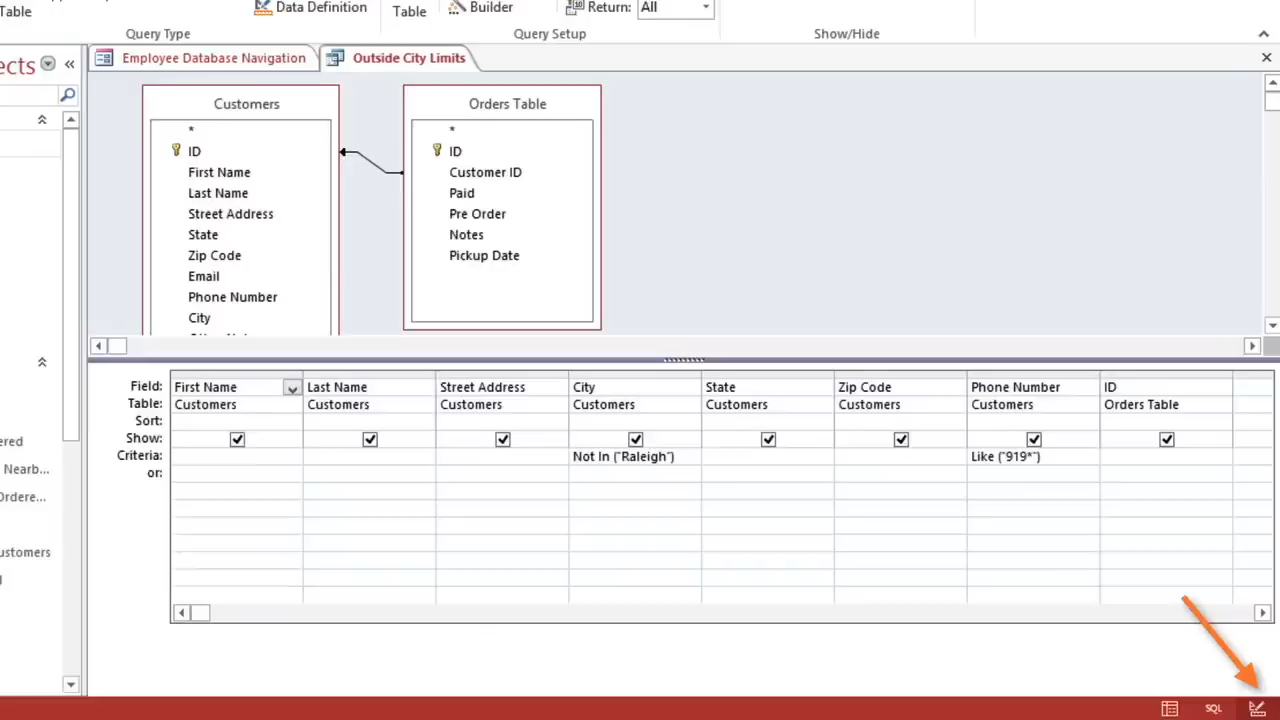 Table
Data Definition
Table
Builder
Return: All
Query Type
Query Setup
Show/Hide
ects
Employee Database Navigation
Outside City Limits
Customers
*
ID
First Name
Last Name
Street Address
State
Zip Code
Email
Phone Number
City
Orders Table
*
ID
Customer ID
Paid
Pre Order
Notes
Pickup Date
ered
Nearb...
Ordere...
ustomers
Field: First Name Last Name Street Address City State Zip Code Phone Number ID
Table: Customers Customers Customers Customers Customers Customers Customers Orders Table
Sort:
Show:
Criteria: Not In ("Raleigh") Like ("919*")
or:
SQL